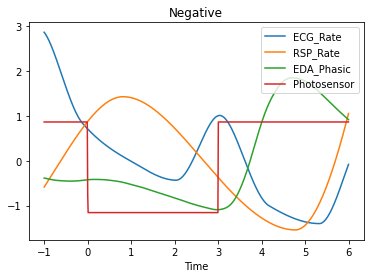 Negative
ECG_Rate
RSP_Rate
EDA_Phasic
Photosensor
3
2
1
0
−1
−1 0 1 2 3 4 5 6
Time